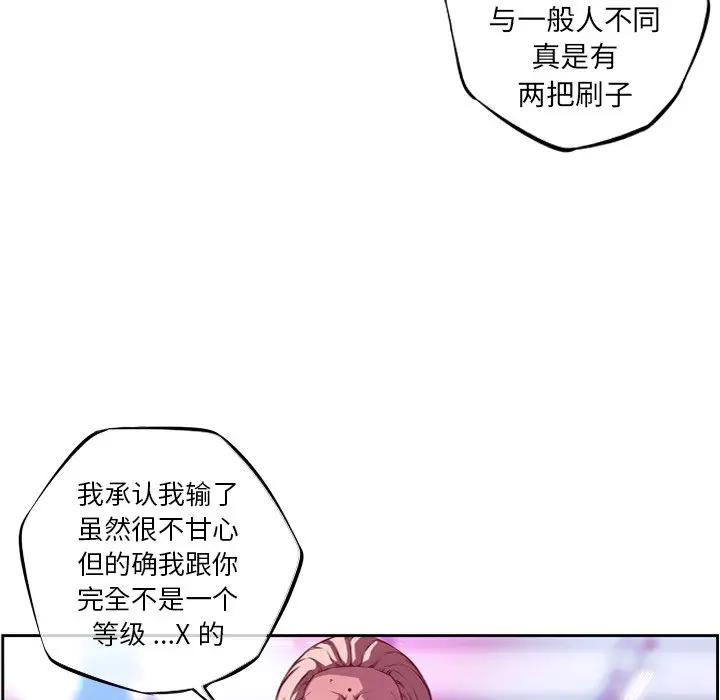 与一般人不同
真是有
两把刷子
我承认我输了
虽然很不甘心
但的确我跟你
完全不是一个
等级 ...X 的